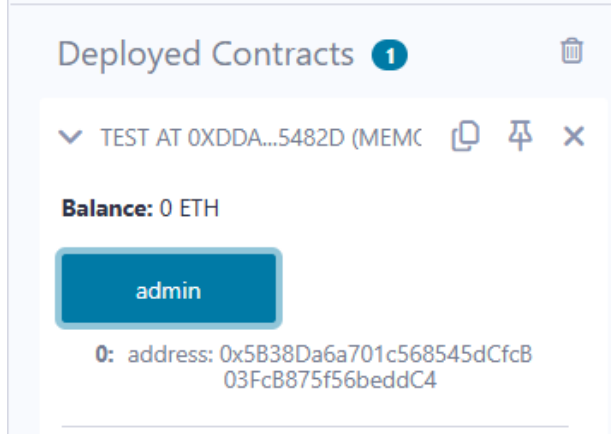 Deployed Contracts 1
TEST AT 0XDDA...5482D (MEMC
Balance: 0 ETH
admin
0: address: 0x5B38Da6a701c568545dCfcB
03FcB875f56beddC4